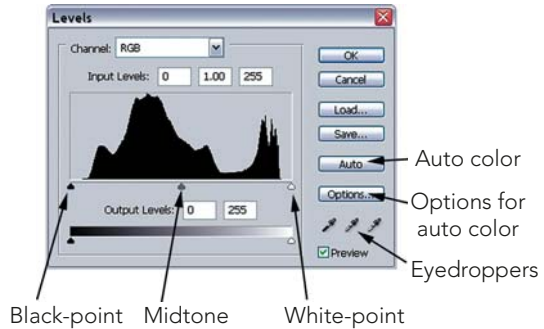 Levels
Channel: RGB
OK
Input Levels: 0 1.00 255
Cancel
Load...
Save...
Auto
Auto color
Options...
Options for
auto color
Output Levels: 0 255
Preview
Eyedroppers
Black-point Midtone White-point